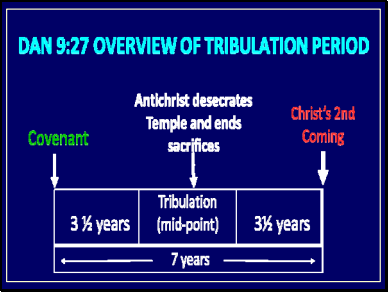 DAN 9:27 OVERVIEW OF TRIBULATION PERIOD
Antichrist desecrates
Temple and ends
sacrifices
Christ's 2nd
Coming
Covenant
Tribulation
(mid-point)
3 ½ years
3½ years
7 years